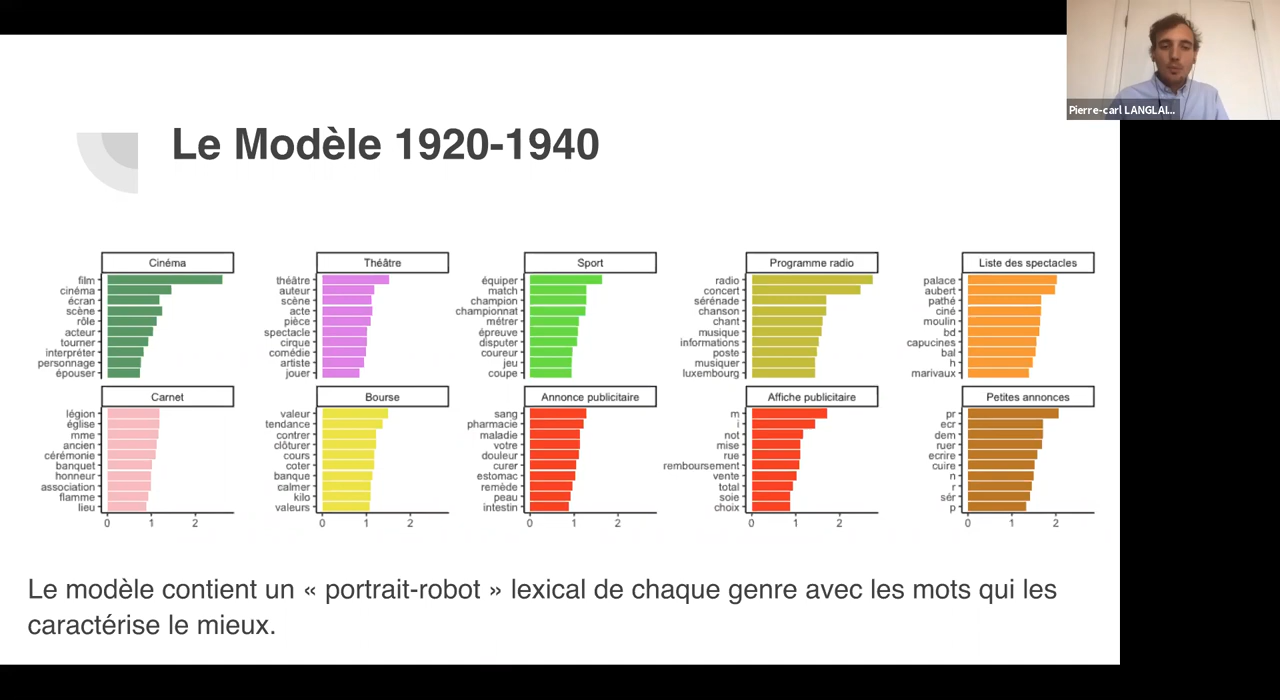 Pierre-carl LANGLAI...
Le Modèle 1920-1940
Cinéma
film
cinéma
écran
scène
rôle
acteur
tourner
interpréter
personnage
épouser
Théâtre
théâtre
auteur
scène
acte
pièce
spectacle
cirque
comédie
artiste
jouer
Sport
équiper
match
champion
championnat
métrer
épreuve
disputer
coureur
jeu
coupe
Programme radio
radio
concert
sérénade
chanson
chant
musique
informations
poste
musiquer
luxembourg
Liste des spectacles
palace
aubert
pathé
ciné
moulin
bd
capucines
bal
h
marivaux
Carnet
légion
église
mme
ancien
cérémonie
banquet
honneur
association
flamme
lieu
0 1 2
Bourse
valeur
tendance
contrer
clôturer
cours
coter
banque
calmer
kilo
valeurs
0 1 2
Annonce publicitaire
sang
pharmacie
maladie
votre
douleur
curer
estomac
remède
peau
intestin
0 1 2
Affiche publicitaire
m
i
not
mise
rue
remboursement
vente
total
soie
choix
0 1 2
Petites annonces
pr
ecr
dem
ruer
ecrire
cuire
n
r
sér
p
0 1 2
Le modèle contient un « portrait-robot » lexical de chaque genre avec les mots qui les
caractérise le mieux.